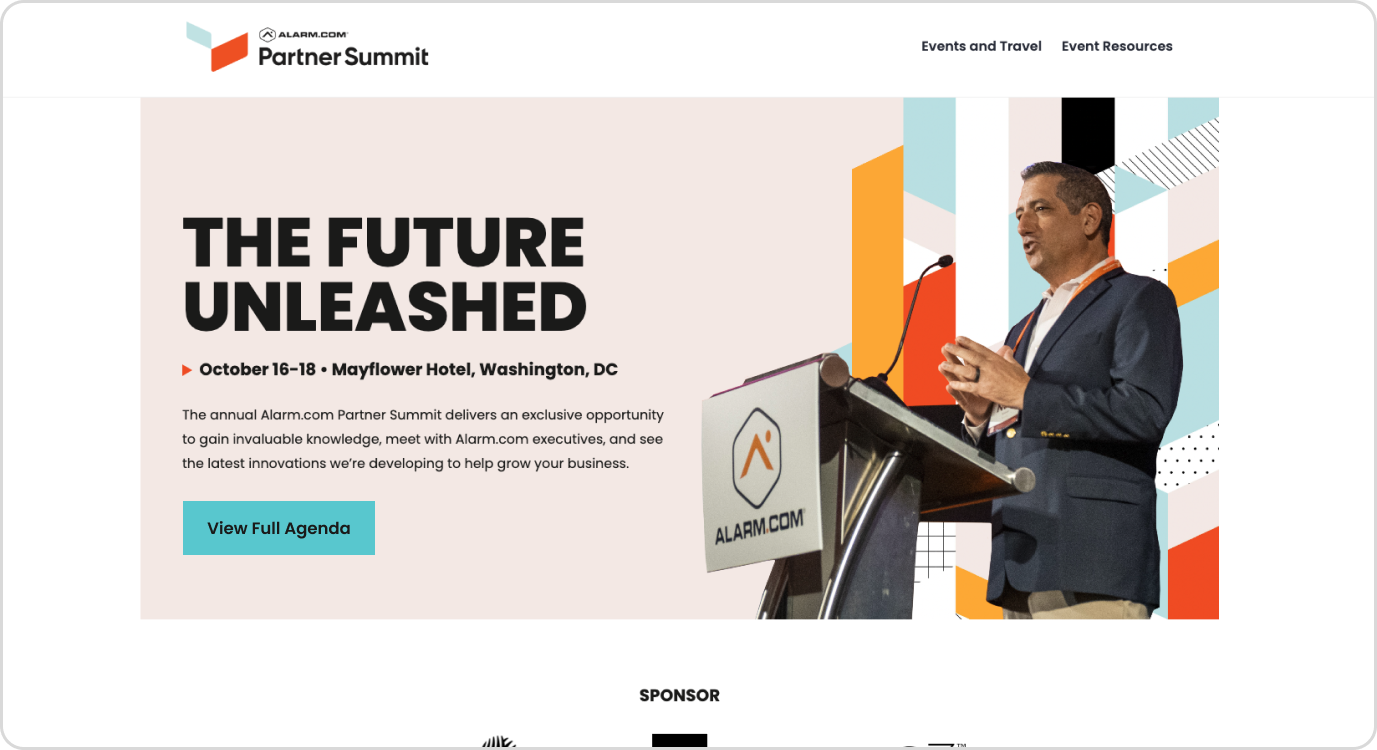 ALARM.COM
Partner Summit
Events and Travel
Event Resources
THE FUTURE
UNLEASHED
October 16-18 • Mayflower Hotel, Washington, DC
The annual Alarm.com Partner Summit delivers an exclusive opportunity
to gain invaluable knowledge, meet with Alarm.com executives, and see
the latest innovations we’re developing to help grow your business.
View Full Agenda
ALARM.COM
SPONSOR
™